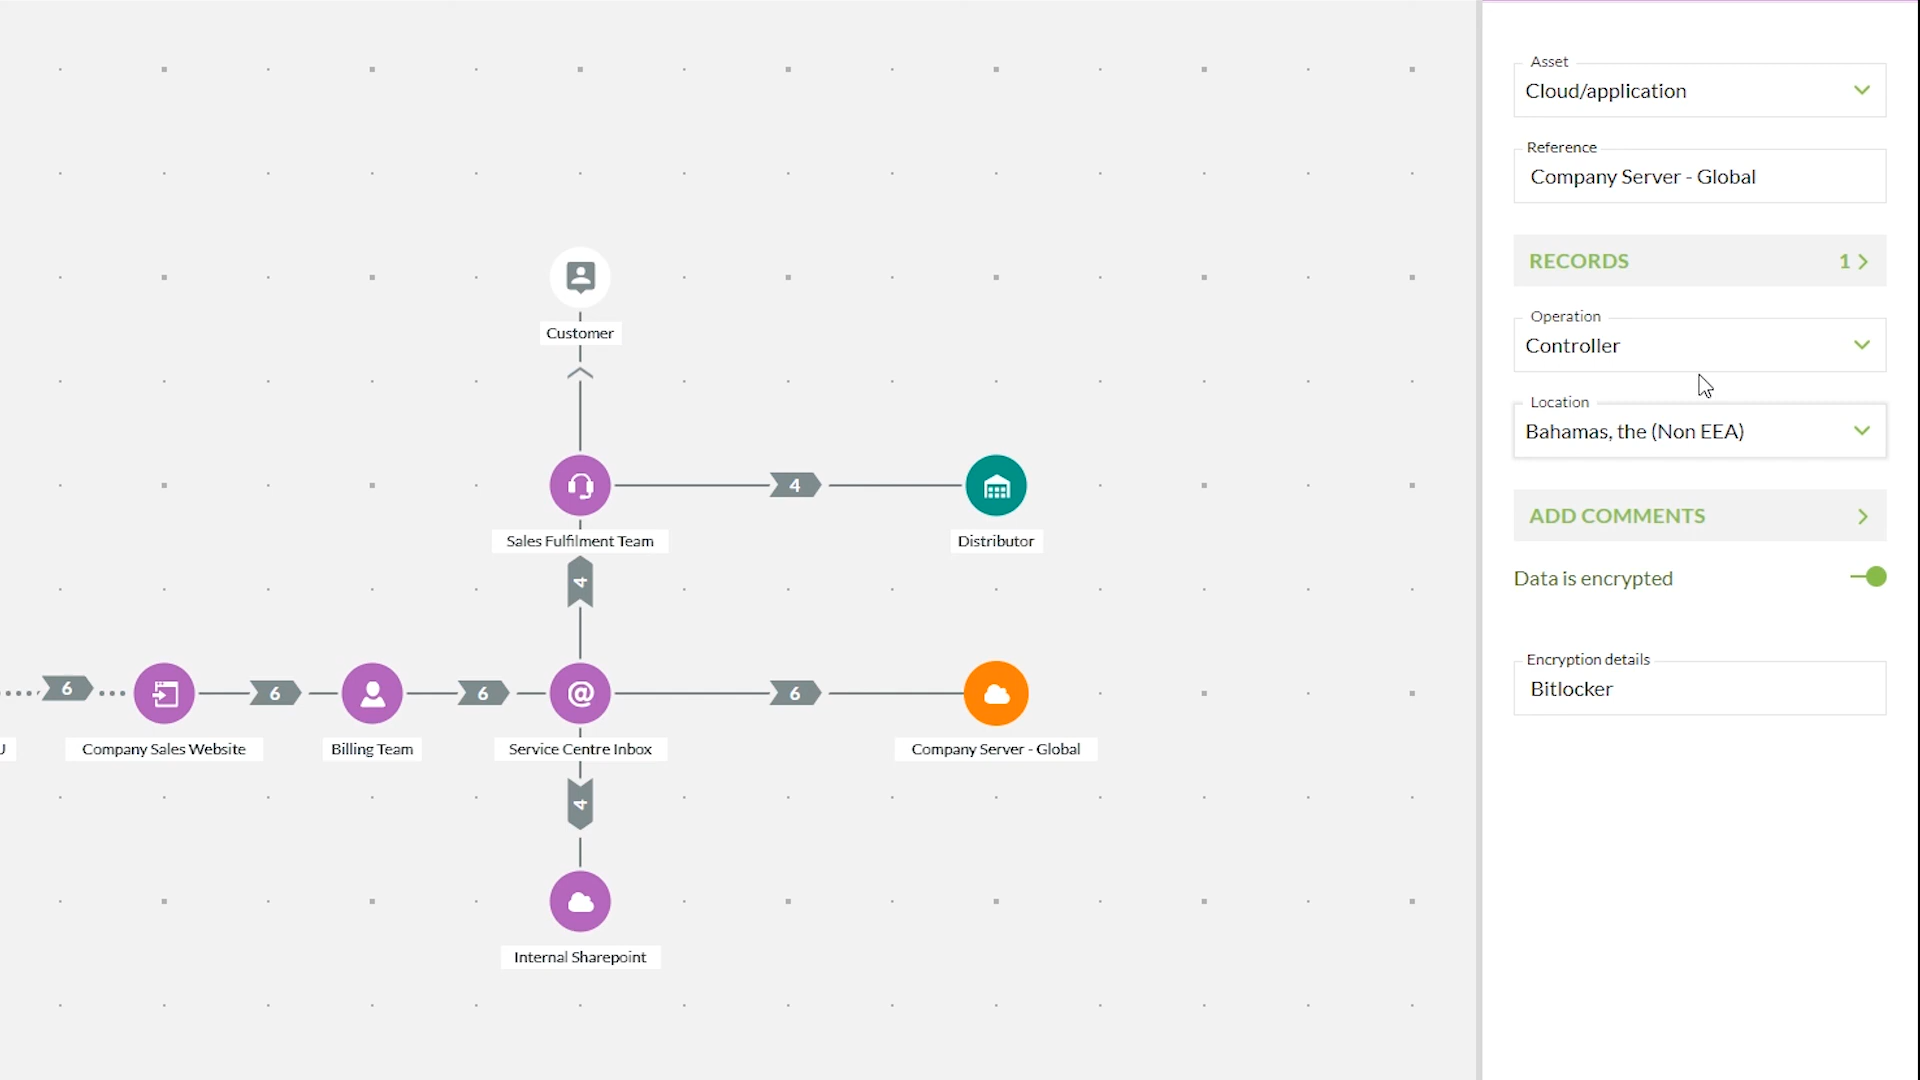 Customer
4
Sales Fulfilment Team
Distributor
4
6
6
6
6
U
Company Sales Website
Billing Team
Service Centre Inbox
Company Server - Global
4
Internal Sharepoint
Asset
Cloud/application
Reference
Company Server - Global
RECORDS 1
Operation
Controller
Location
Bahamas, the (Non EEA)
ADD COMMENTS
Data is encrypted
Encryption details
Bitlocker